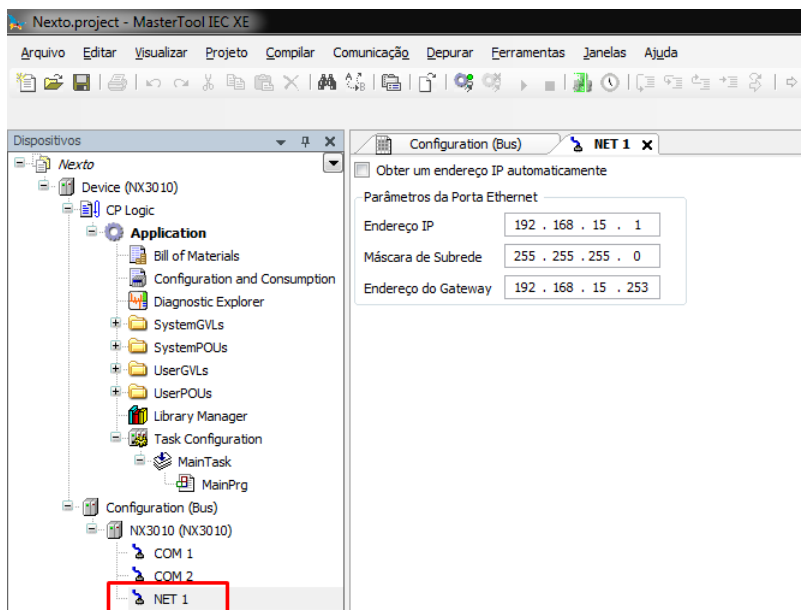 Nexto.project - MasterTool IEC XE
Arquivo Editar Visualizar Projeto Compilar Comunicação Depurar Ferramentas Janelas Ajuda
Dispositivos
Nexto
Device (NX3010)
CP Logic
Application
Bill of Materials
Configuration and Consumption
Diagnostic Explorer
SystemGVLs
SystemPOUs
UserGVLs
UserPOUs
Library Manager
Task Configuration
MainTask
MainPrg
Configuration (Bus)
NX3010 (NX3010)
COM 1
COM 2
NET 1
Configuration (Bus) NET 1
Obter um endereço IP automaticamente
Parâmetros da Porta Ethernet
Endereço IP 192 . 168 . 15 . 1
Máscara de Subrede 255 . 255 . 255 . 0
Endereço do Gateway 192 . 168 . 15 . 253